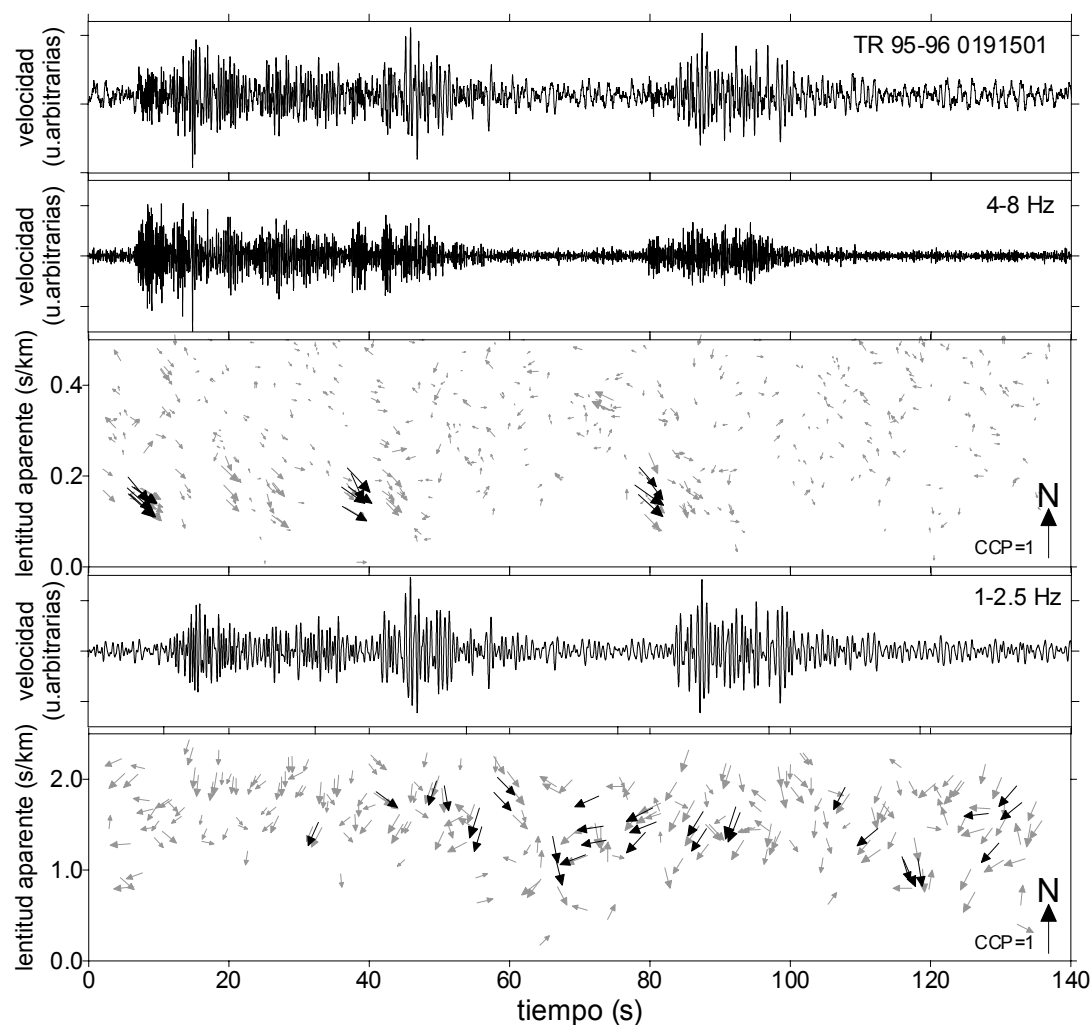 velocidad
(u.arbitrarias)
TR 95-96 0191501
velocidad
(u.arbitrarias)
4-8 Hz
lentitud aparente (s/km)
0.4
0.2
0.0
N
CCP=1
velocidad
(u.arbitrarias)
1-2.5 Hz
lentitud aparente (s/km)
2.0
1.0
0.0
N
CCP=1
0 20 40 60 80 100 120 140
tiempo (s)